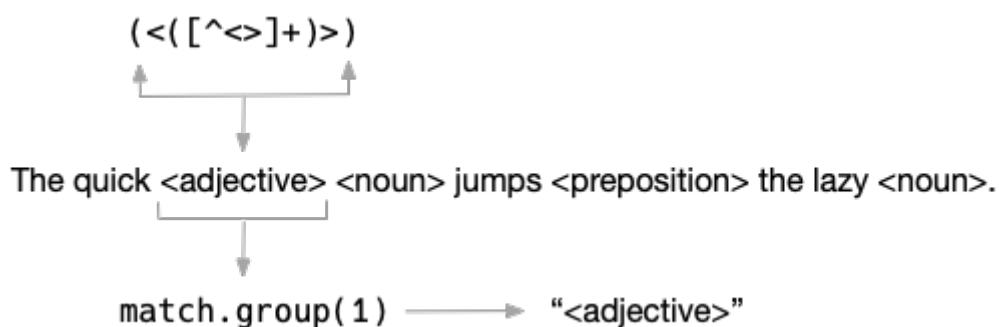 (<([^<>]+)>)
The quick <adjective> <noun> jumps <preposition> the lazy <noun>.
match.group(1) “<adjective>”